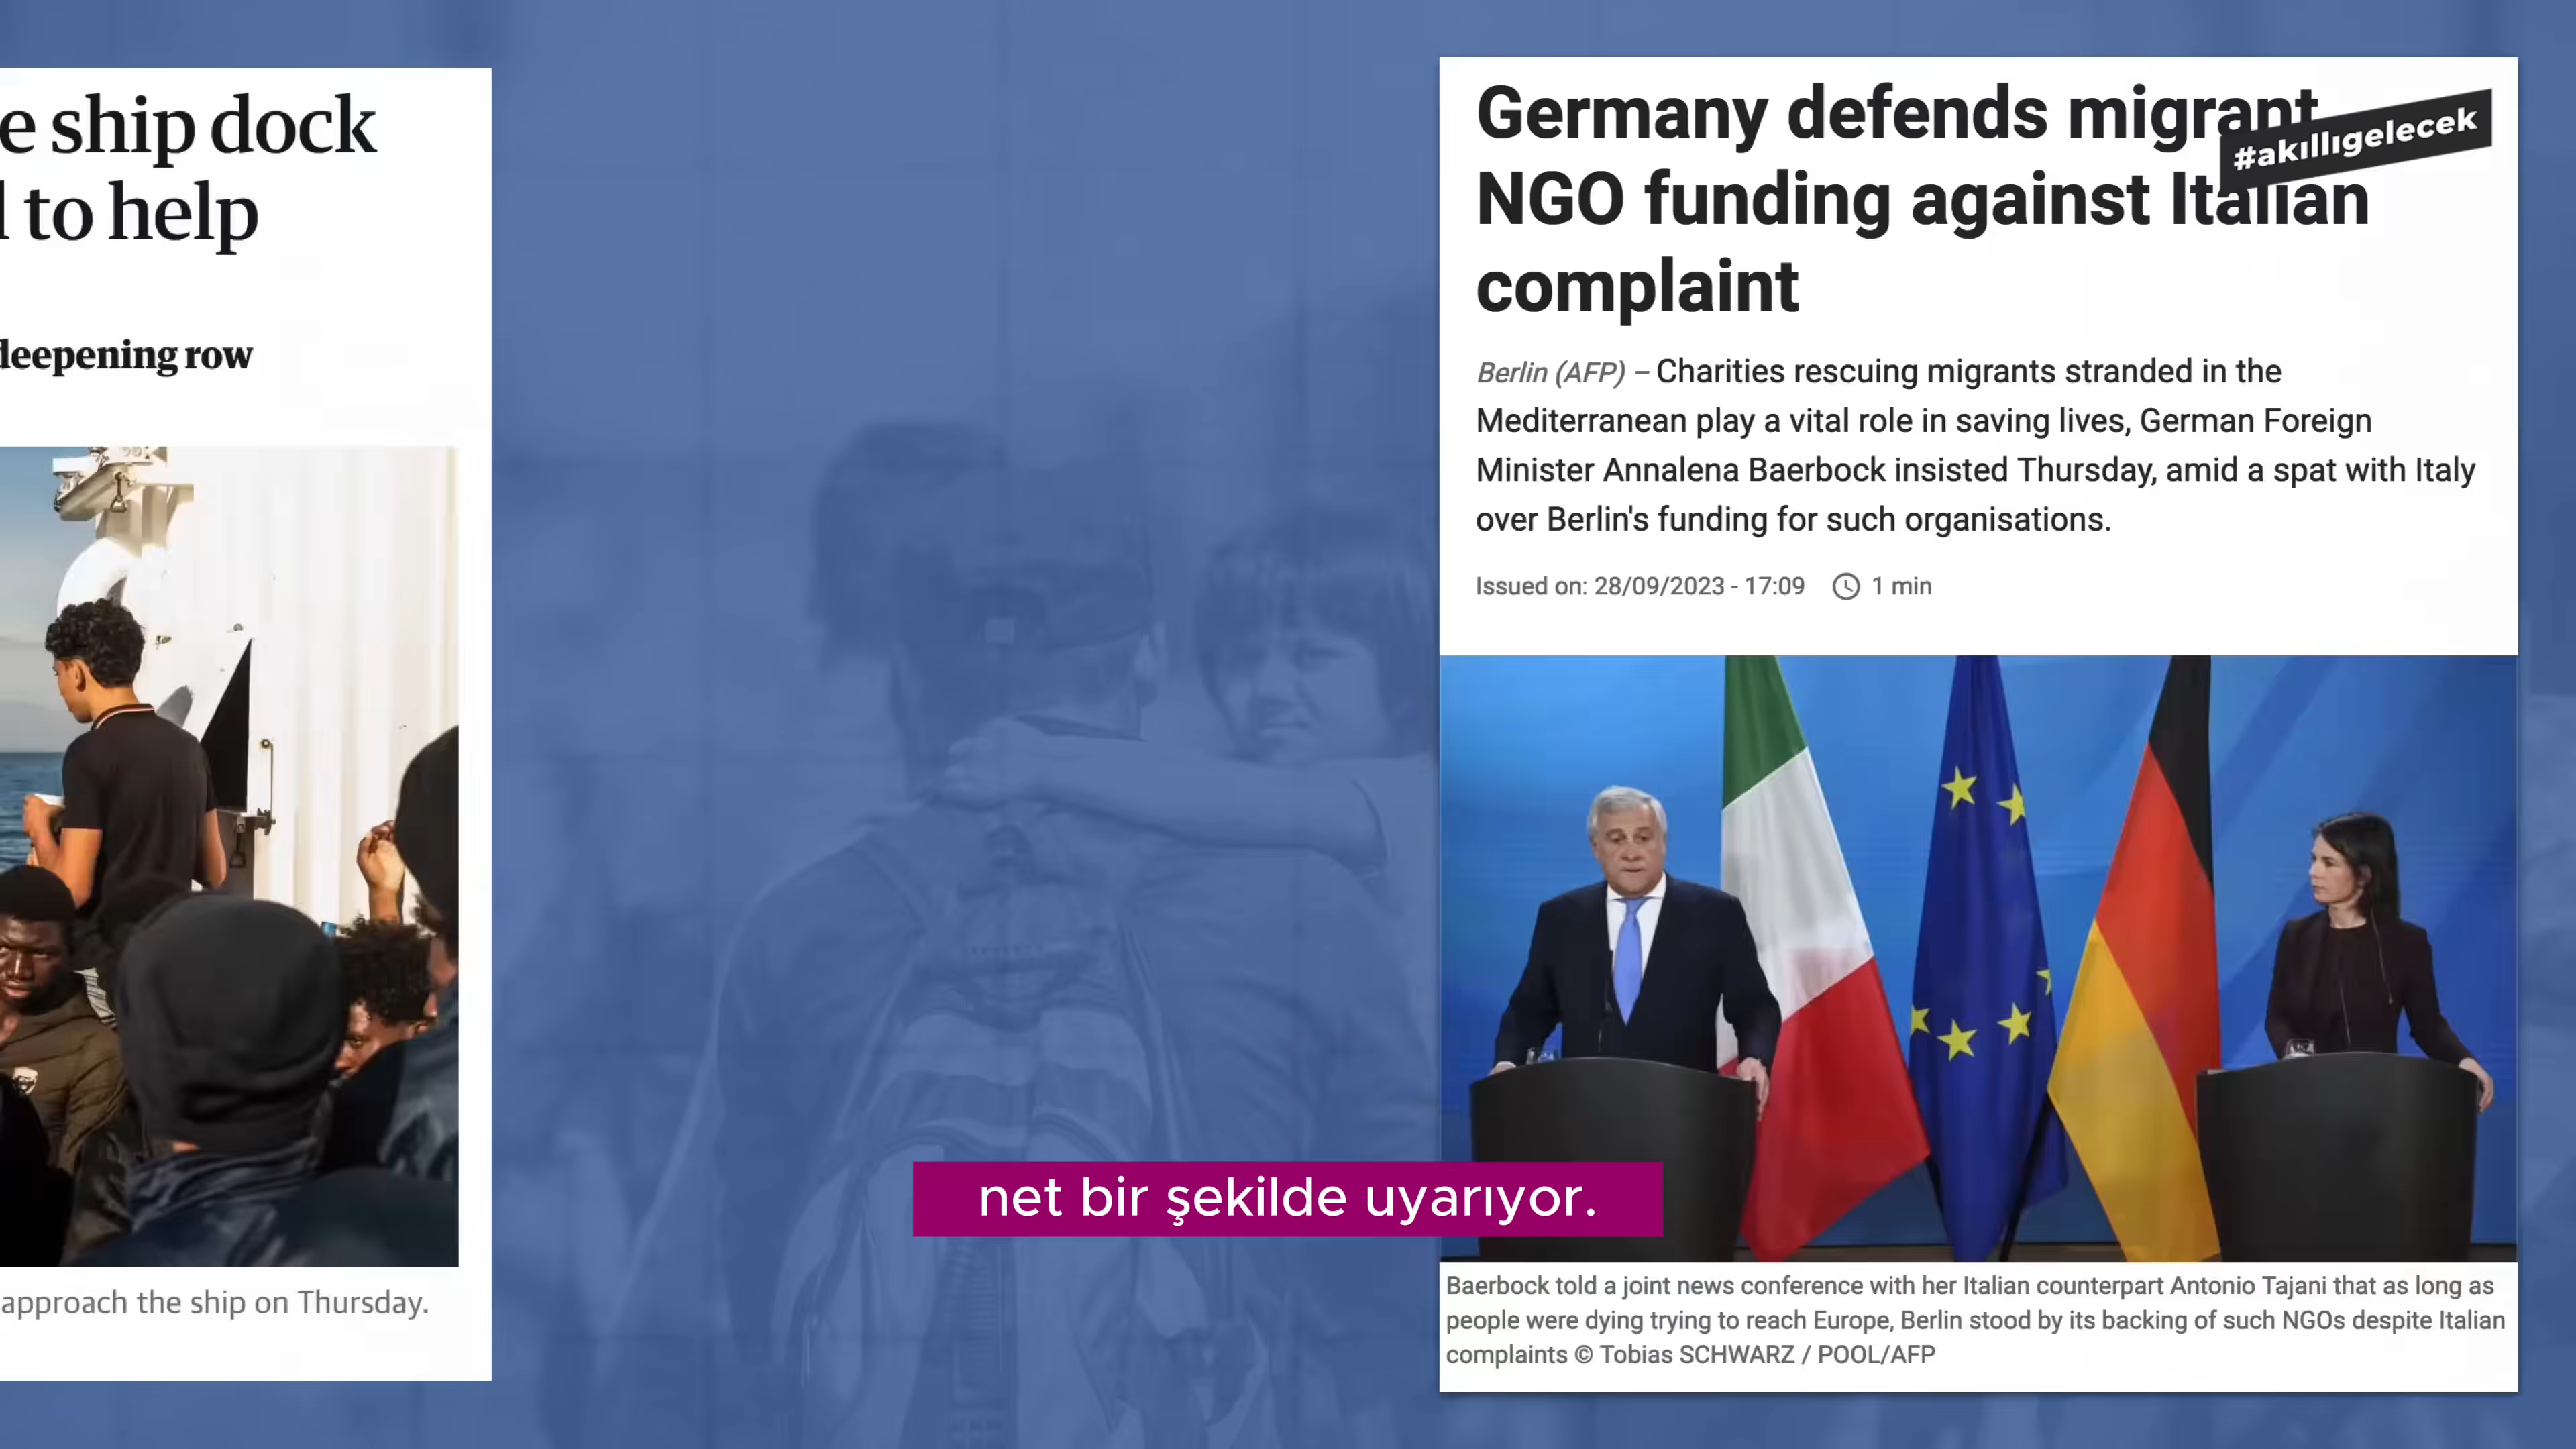 e ship dock
to help
deepening row
approach the ship on Thursday.
Germany defends migrant
NGO funding against Italian
complaint
#akıllıgelecek
Berlin (AFP) – Charities rescuing migrants stranded in the
Mediterranean play a vital role in saving lives, German Foreign
Minister Annalena Baerbock insisted Thursday, amid a spat with Italy
over Berlin's funding for such organisations.
Issued on: 28/09/2023 - 17:09 1 min
net bir şekilde uyarıyor.
Baerbock told a joint news conference with her Italian counterpart Antonio Tajani that as long as
people were dying trying to reach Europe, Berlin stood by its backing of such NGOs despite Italian
complaints © Tobias SCHWARZ / POOL/AFP